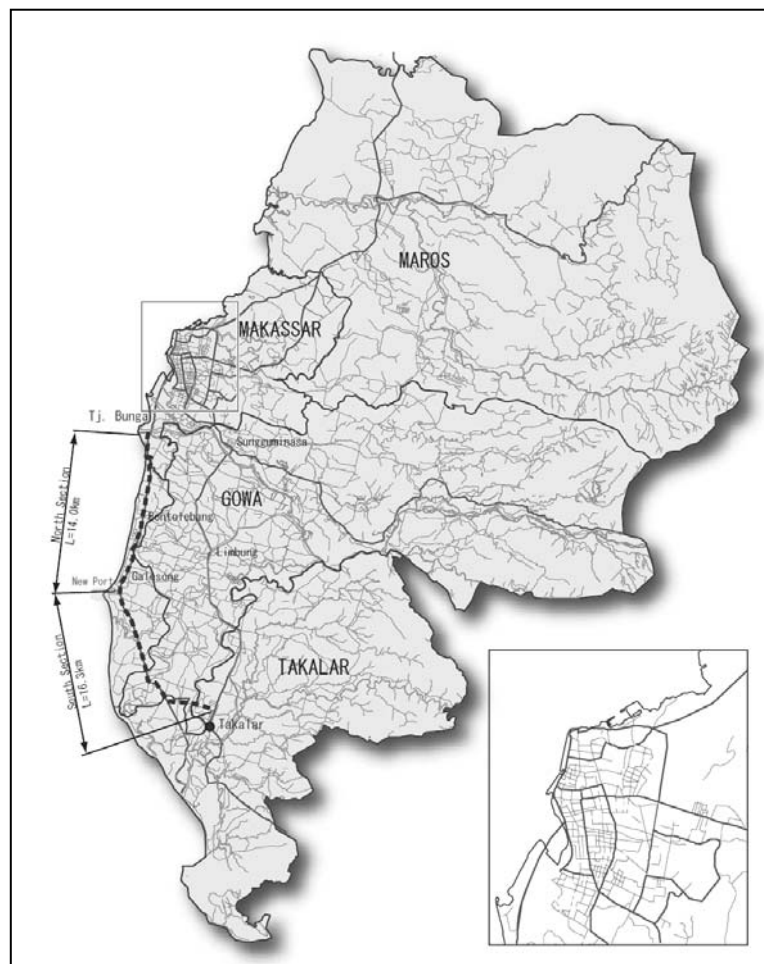 MAROS
MAKASSAR
Tj. Bunga
Sungguminasa
North Section
L=14.0km
GOWA
Bontolebang
Limbung
New Port
Galesong
South Section
L=16.3km
TAKALAR
Takalar